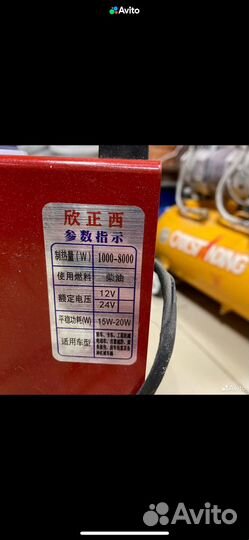 Avito
欣正西
参数指示
制热量(W) 1000-8000
使用燃料 柴油
额定电压 12V
24V
平稳功耗(W) 15W-20W
适用车型
Avito